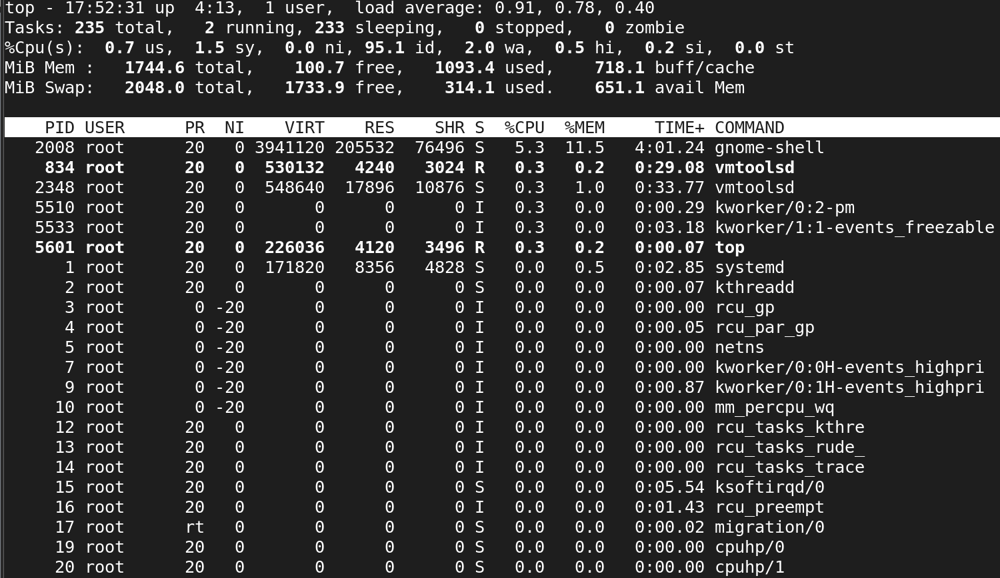 top - 17:52:31 up  4:13,  1 user,  load average: 0.91, 0.78, 0.40
Tasks: 235 total,   2 running, 233 sleeping,   0 stopped,   0 zombie
%Cpu(s):  0.7 us,  1.5 sy,  0.0 ni, 95.1 id,  2.0 wa,  0.5 hi,  0.2 si,  0.0 st
MiB Mem :   1744.6 total,    100.7 free,   1093.4 used,    718.1 buff/cache
MiB Swap:   2048.0 total,   1733.9 free,    314.1 used.    651.1 avail Mem
    PID USER      PR  NI    VIRT    RES    SHR S  %CPU  %MEM     TIME+ COMMAND
   2008 root      20   0 3941120 205532  76496 S   5.3  11.5   4:01.24 gnome-shell
    834 root      20   0  530132   4240   3024 R   0.3   0.2   0:29.08 vmtoolsd
   2348 root      20   0  548640  17896  10876 S   0.3   1.0   0:33.77 vmtoolsd
   5510 root      20   0       0      0      0 I   0.3   0.0   0:00.29 kworker/0:2-pm
   5533 root      20   0       0      0      0 I   0.3   0.0   0:03.18 kworker/1:1-events_freezable
   5601 root      20   0  226036   4120   3496 R   0.3   0.2   0:00.07 top
      1 root      20   0  171820   8356   4828 S   0.0   0.5   0:02.85 systemd
      2 root      20   0       0      0      0 S   0.0   0.0   0:00.07 kthreadd
      3 root       0 -20       0      0      0 I   0.0   0.0   0:00.00 rcu_gp
      4 root       0 -20       0      0      0 I   0.0   0.0   0:00.05 rcu_par_gp
      5 root       0 -20       0      0      0 I   0.0   0.0   0:00.00 netns
      7 root       0 -20       0      0      0 I   0.0   0.0   0:00.00 kworker/0:0H-events_highpri
      9 root       0 -20       0      0      0 I   0.0   0.0   0:00.87 kworker/0:1H-events_highpri
     10 root       0 -20       0      0      0 I   0.0   0.0   0:00.00 mm_percpu_wq
     12 root      20   0       0      0      0 I   0.0   0.0   0:00.00 rcu_tasks_kthre
     13 root      20   0       0      0      0 I   0.0   0.0   0:00.00 rcu_tasks_rude_
     14 root      20   0       0      0      0 I   0.0   0.0   0:00.00 rcu_tasks_trace
     15 root      20   0       0      0      0 S   0.0   0.0   0:05.54 ksoftirqd/0
     16 root      20   0       0      0      0 I   0.0   0.0   0:01.43 rcu_preempt
     17 root      rt   0       0      0      0 S   0.0   0.0   0:00.02 migration/0
     19 root      20   0       0      0      0 S   0.0   0.0   0:00.00 cpuhp/0
     20 root      20   0       0      0      0 S   0.0   0.0   0:00.00 cpuhp/1